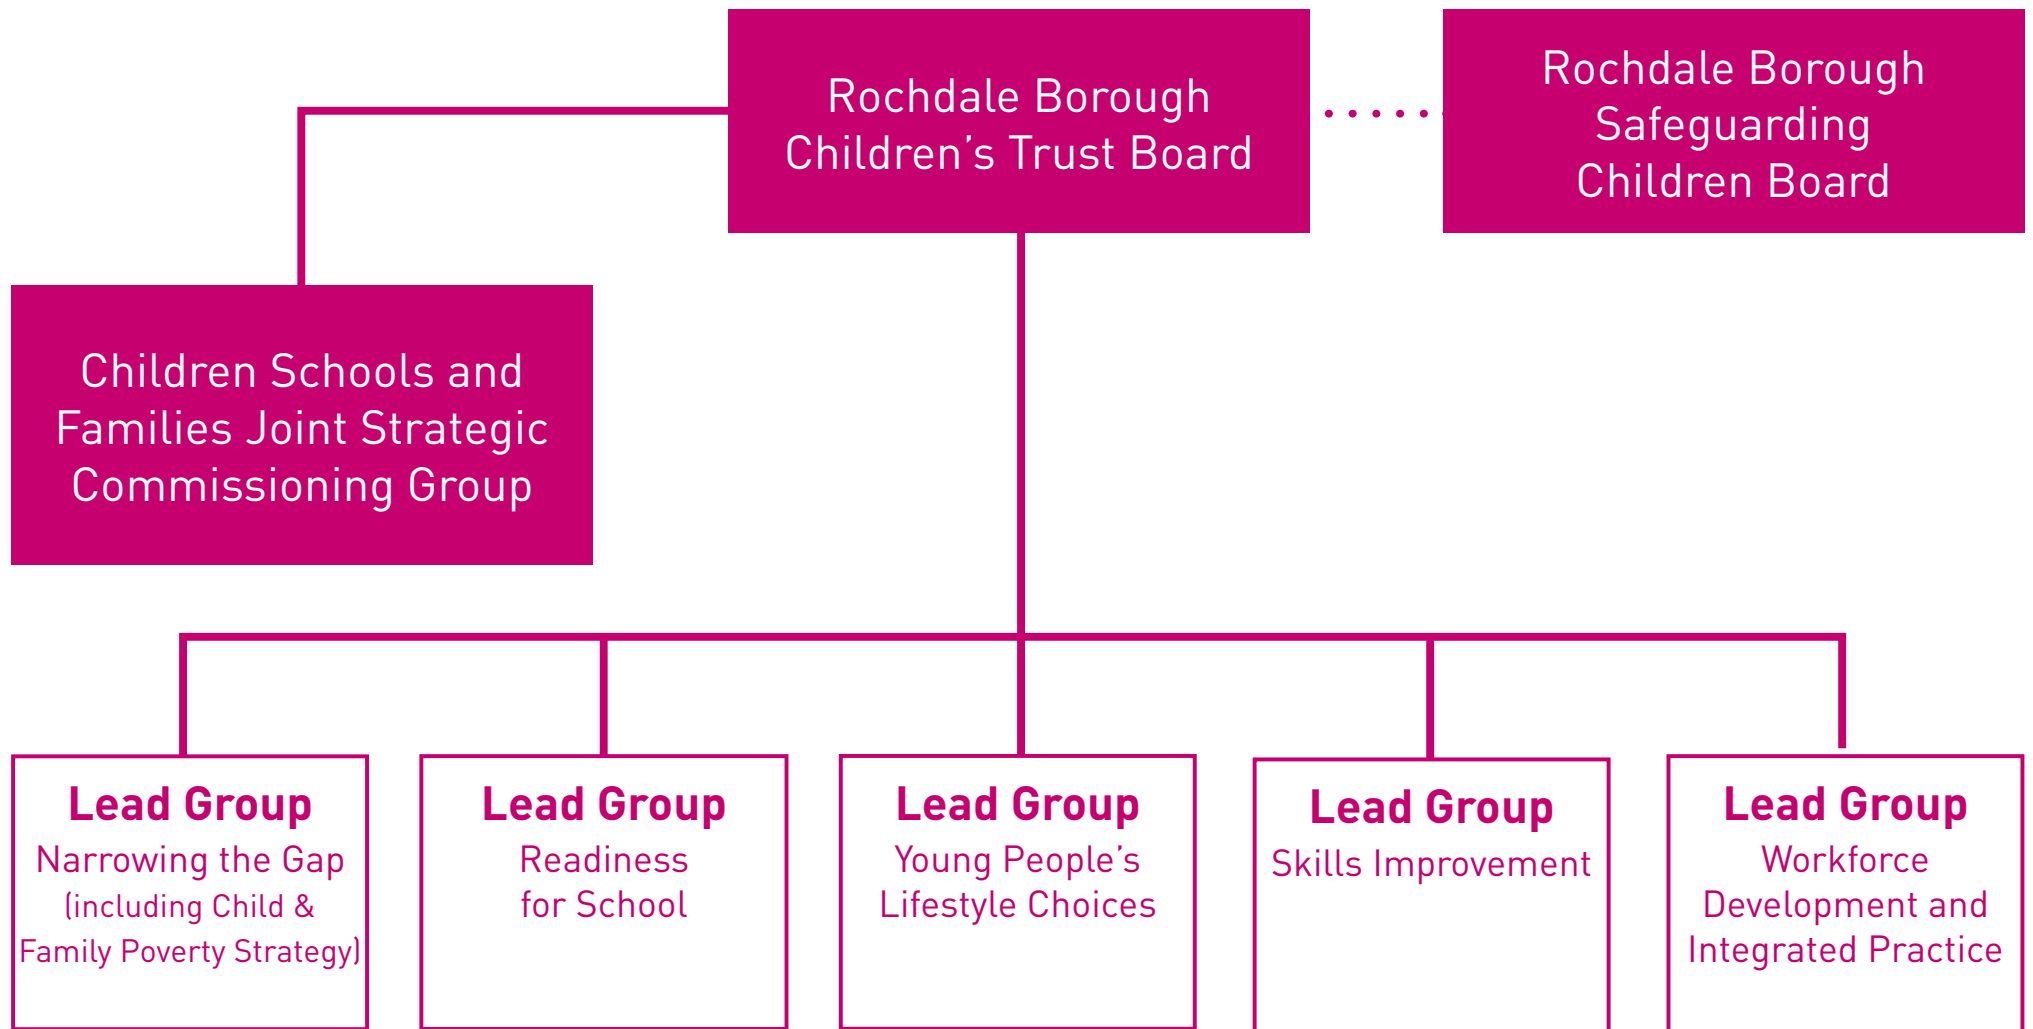 Rochdale Borough
Children’s Trust Board
Rochdale Borough
Safeguarding
Children Board
Children Schools and
Families Joint Strategic
Commissioning Group
Lead Group
Narrowing the Gap
(including Child &
Family Poverty Strategy)
Lead Group
Readiness
for School
Lead Group
Young People’s
Lifestyle Choices
Lead Group
Skills Improvement
Lead Group
Workforce
Development and
Integrated Practice